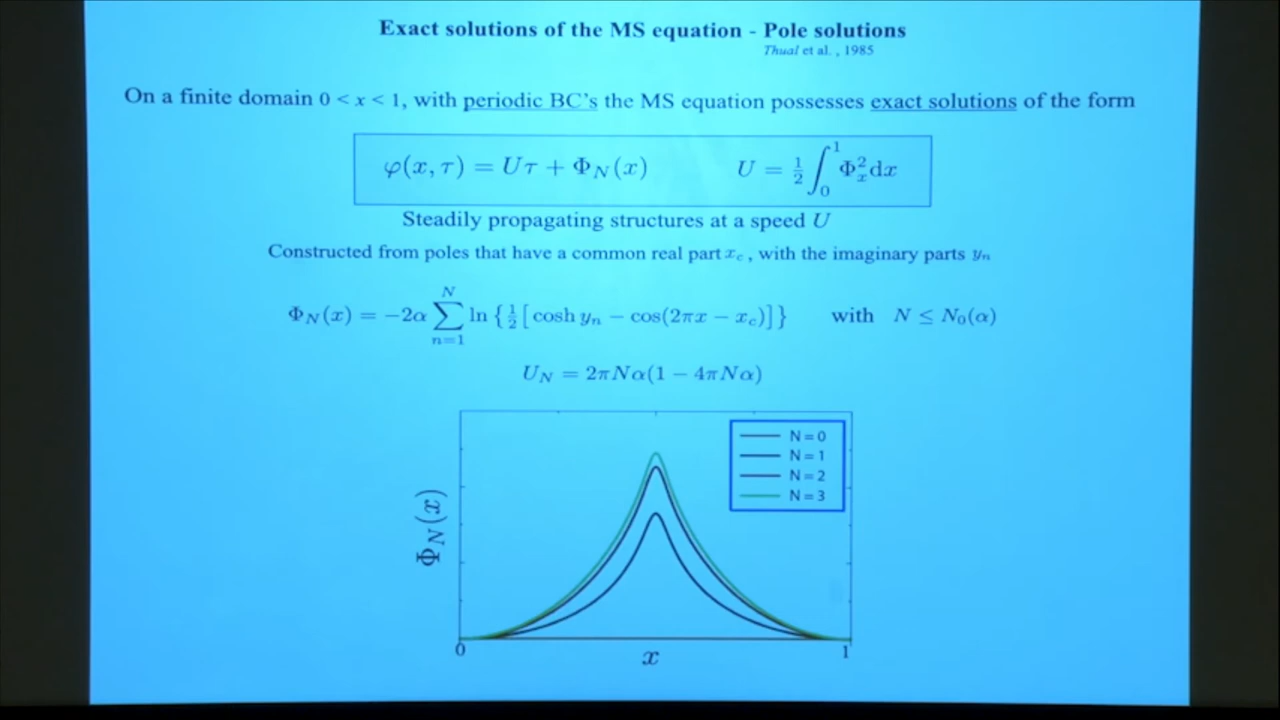 Exact solutions of the MS equation - Pole solutions
Thual et al. , 1985
On a finite domain 0 < x < 1, with periodic BC's the MS equation possesses exact solutions of the form
φ(x, τ) = Uτ + Φ_N(x)    U = ½ ∫₀¹ Φ²ₓ dx
Steadily propagating structures at a speed U
Constructed from poles that have a common real part x_c , with the imaginary parts y_n
Φ_N(x) = −2α ∑_{n=1}^{N} ln {½[cosh y_n − cos(2πx − x_c)]}    with N ≤ N₀(α)
U_N = 2πNα(1 − 4πNα)
N = 0
N = 1
N = 2
N = 3
Φ_N(x)
0
x
1